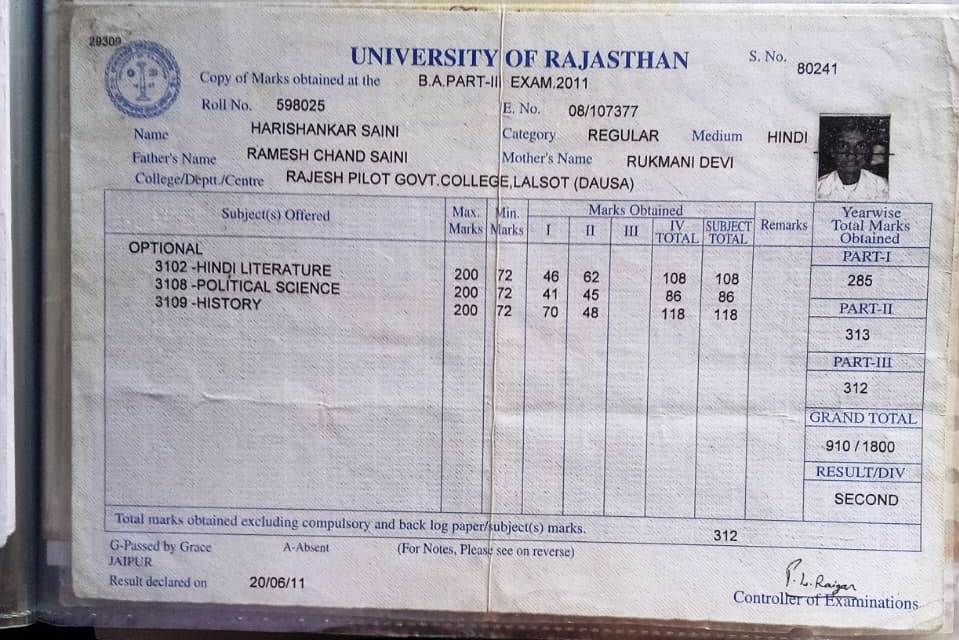 29309
UNIVERSITY OF RAJASTHAN
S. No. 80241
Copy of Marks obtained at the B.A.PART-III EXAM.2011
Roll No. 598025 E. No. 08/107377
Name HARISHANKAR SAINI Category REGULAR Medium HINDI
Father's Name RAMESH CHAND SAINI Mother's Name RUKMANI DEVI
College/Deptt./Centre RAJESH PILOT GOVT.COLLEGE,LALSOT (DAUSA)
Subject(s) Offered Max. Marks Min. Marks Marks Obtained I II III IV TOTAL SUBJECT TOTAL Remarks Yearwise Total Marks Obtained
OPTIONAL
3102 -HINDI LITERATURE 200 72 46 62 108 108
3108 -POLITICAL SCIENCE 200 72 41 45 86 86
3109 -HISTORY 200 72 70 48 118 118
PART-I
285
PART-II
313
PART-III
312
GRAND TOTAL
910 / 1800
RESULT/DIV
SECOND
Total marks obtained excluding compulsory and back log paper/subject(s) marks. 312
G-Passed by Grace A-Absent (For Notes, Please see on reverse)
JAIPUR
Result declared on 20/06/11
P. L. Raigar
Controller of Examinations